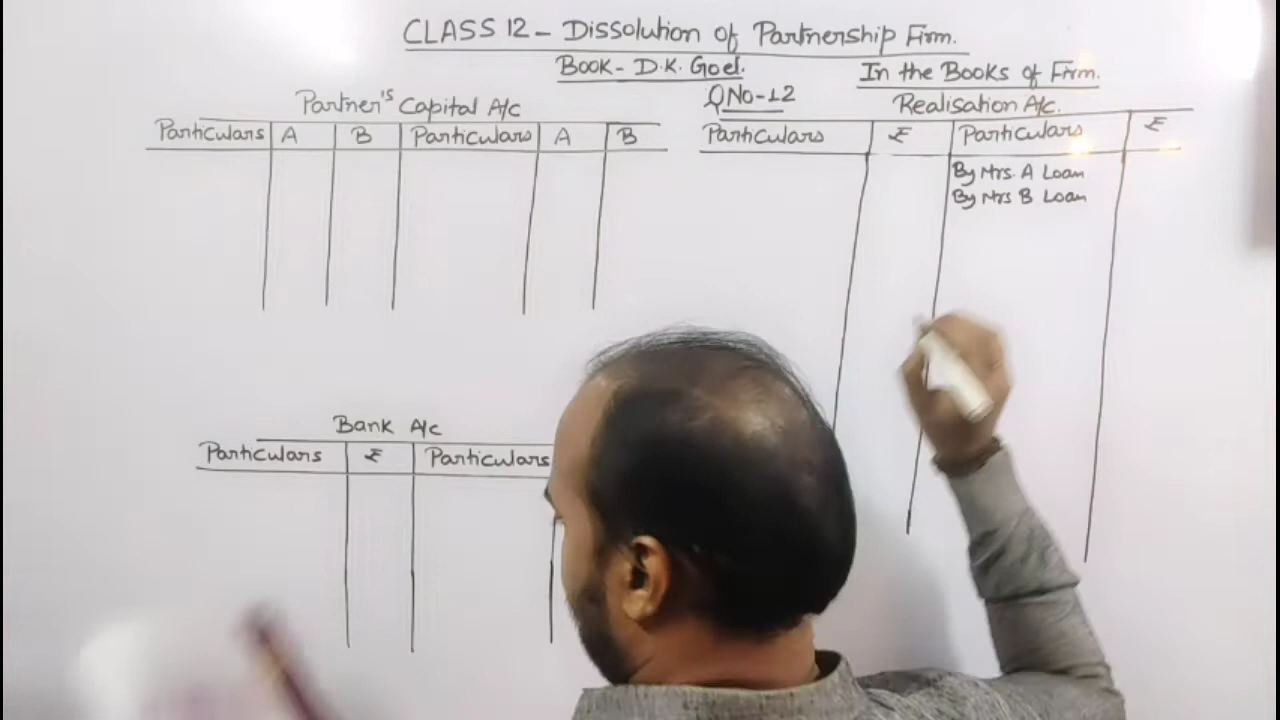 CLASS 12 - Dissolution of Partnership Firm.
Book - D.K. Goel.
In the Books of Firm.
Partner's Capital A/c
QNo-12
Realisation A/c.
Particulars A B Particulars A B
Particulars ₹ Particulars ₹
By Mrs. A Loan
By Mrs B Loan
Bank A/c
Particulars ₹ Particulars